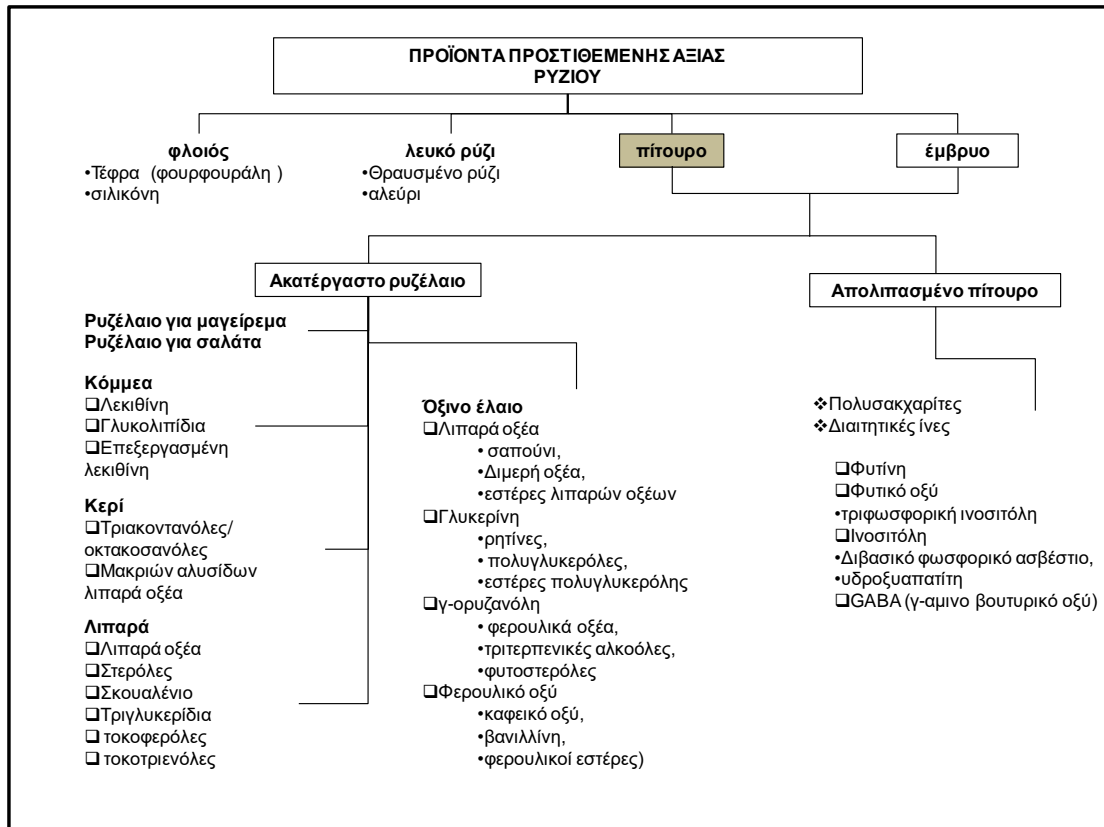 ΠΡΟΪΟΝΤΑ ΠΡΟΣΤΙΘΕΜΕΝΗΣ ΑΞΙΑΣ
ΡΥΖΙΟΥ
φλοιός
•Τέφρα (φουρφουράλη )
•σιλικόνη
λευκό ρύζι
•Θραυσμένο ρύζι
•αλεύρι
πίτουρο
έμβρυο
Ακατέργαστο ρυζέλαιο
Ρυζέλαιο για μαγείρεμα
Ρυζέλαιο για σαλάτα
Κόμμεα
❑Λεκιθίνη
❑Γλυκολιπίδια
❑Επεξεργασμένη
λεκιθίνη
Κερί
❑Τριακοντανόλες/
οκτακοσανόλες
❑Μακριών αλυσίδων
λιπαρά οξέα
Λιπαρά
❑Λιπαρά οξέα
❑Στερόλες
❑Σκουαλένιο
❑Τριγλυκερίδια
❑ τοκοφερόλες
❑ τοκοτριενόλες
Όξινο έλαιο
❑Λιπαρά οξέα
• σαπούνι,
•Διμερή οξέα,
•εστέρες λιπαρών οξέων
❑Γλυκερίνη
•ρητίνες,
• πολυγλυκερόλες,
•εστέρες πολυγλυκερόλης
❑γ-ορυζανόλη
• φερουλικά οξέα,
•τριτερπενικές αλκοόλες,
•φυτοστερόλες
❑Φερουλικό οξύ
•καφεικό οξύ,
•βανιλλίνη,
•φερουλικοί εστέρες)
Απολιπασμένο πίτουρο
❖Πολυσακχαρίτες
❖Διαιτητικές ίνες
❑Φυτίνη
❑Φυτικό οξύ
•τριφωσφορική ινοσιτόλη
❑Ινοσιτόλη
•Διβασικό φωσφορικό ασβέστιο,
•υδροξυαπατίτη
❑GABA (γ-αμινο βουτυρικό οξύ)